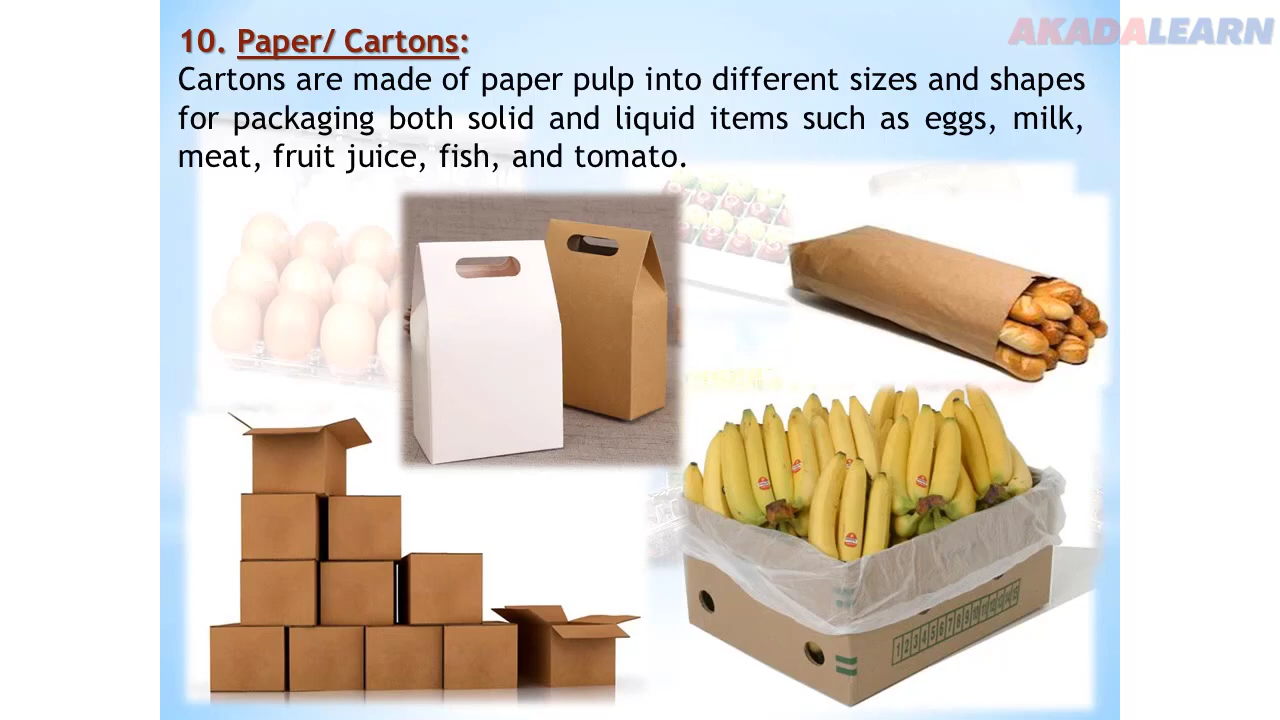 10. Paper/ Cartons:
AKADALEARN
Cartons are made of paper pulp into different sizes and shapes
for packaging both solid and liquid items such as eggs, milk,
meat, fruit juice, fish, and tomato.